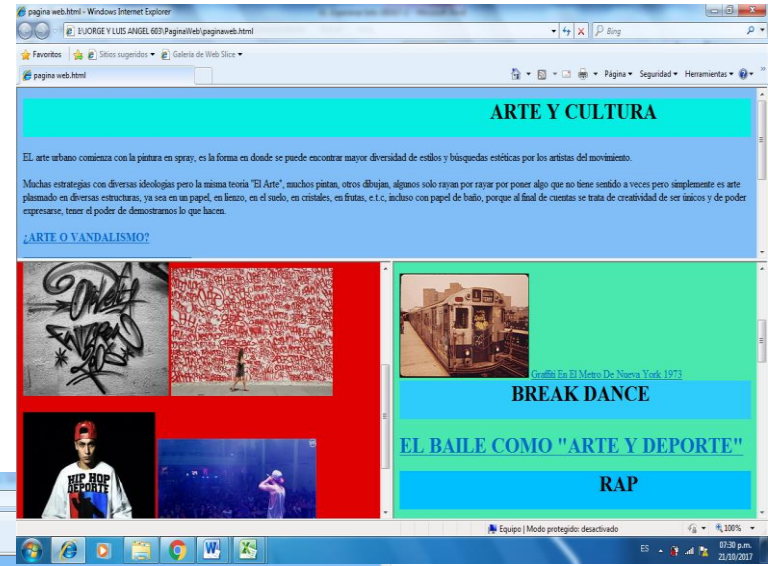 pagina web.html - Windows Internet Explorer
I:\JORGE Y LUIS ANGEL 603\PaginaWeb\paginaweb.html
Bing
Favoritos
Sitios sugeridos
Galería de Web Slice
pagina web.html
Página
Seguridad
Herramientas
ARTE Y CULTURA
EL arte urbano comienza con la pintura en spray, es la forma en donde se puede encontrar mayor diversidad de estilos y búsquedas estéticas por los artistas del movimiento.
Muchas estrategias con diversas ideologias pero la misma teoria "El Arte", muchos pintan, otros dibujan, algunos solo rayan por rayar por poner algo que no tiene sentido a veces pero simplemente es arte
plasmado en diversas estructuras, ya sea en un papel, en lienzo, en el suelo, en cristales, en frutas, e.t.c, incluso con papel de baño, porque al final de cuentas se trata de creatividad de ser únicos y de poder
expresarse, tener el poder de demostrarnos lo que hacen.
¿ARTE O VANDALISMO?
HIP HOP
DEPORTE
Graffiti En El Metro De Nueva York 1973
BREAK DANCE
EL BAILE COMO "ARTE Y DEPORTE"
RAP
Equipo | Modo protegido: desactivado
100%
ES
07:30 p.m.
21/10/2017